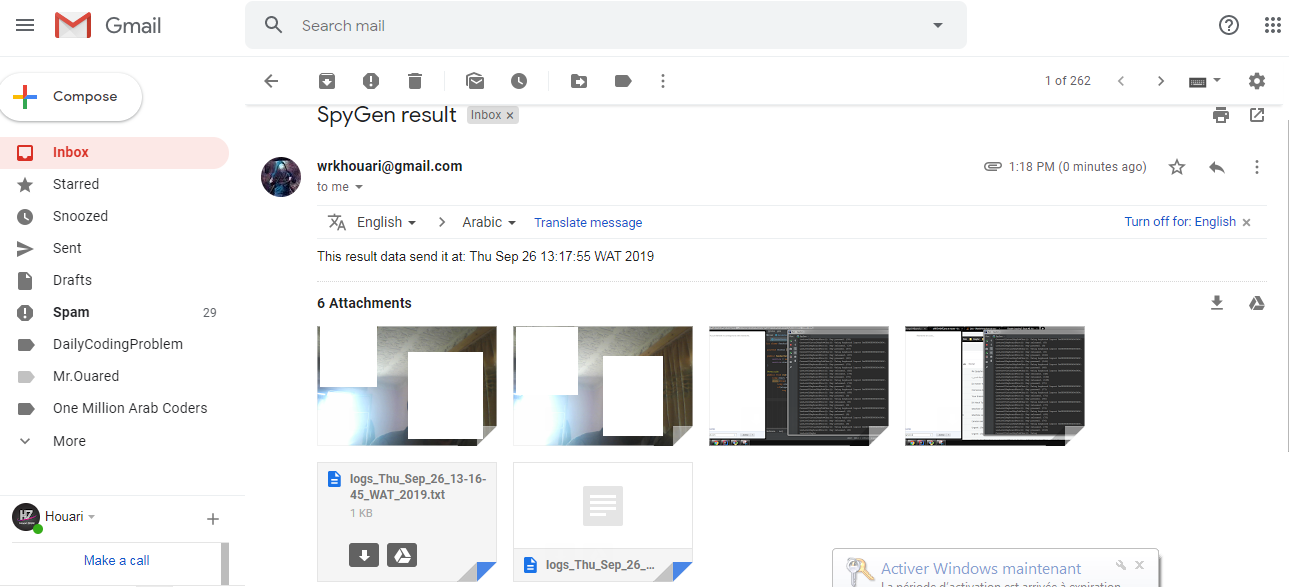 Gmail
Search mail
Compose
1 of 262
Inbox
Starred
Snoozed
Sent
Drafts
Spam 29
DailyCodingProblem
Mr.Ouared
One Million Arab Coders
More
Houari
Make a call
SpyGen result Inbox
wrkhouari@gmail.com
1:18 PM (0 minutes ago)
to me
English Arabic Translate message Turn off for: English
This result data send it at: Thu Sep 26 13:17:55 WAT 2019
6 Attachments
logs_Thu_Sep_26_13-16-
45_WAT_2019.txt
1 KB
logs_Thu_Sep_26_...
Activer Windows maintenant
La période d'activation est arrivée à expiration